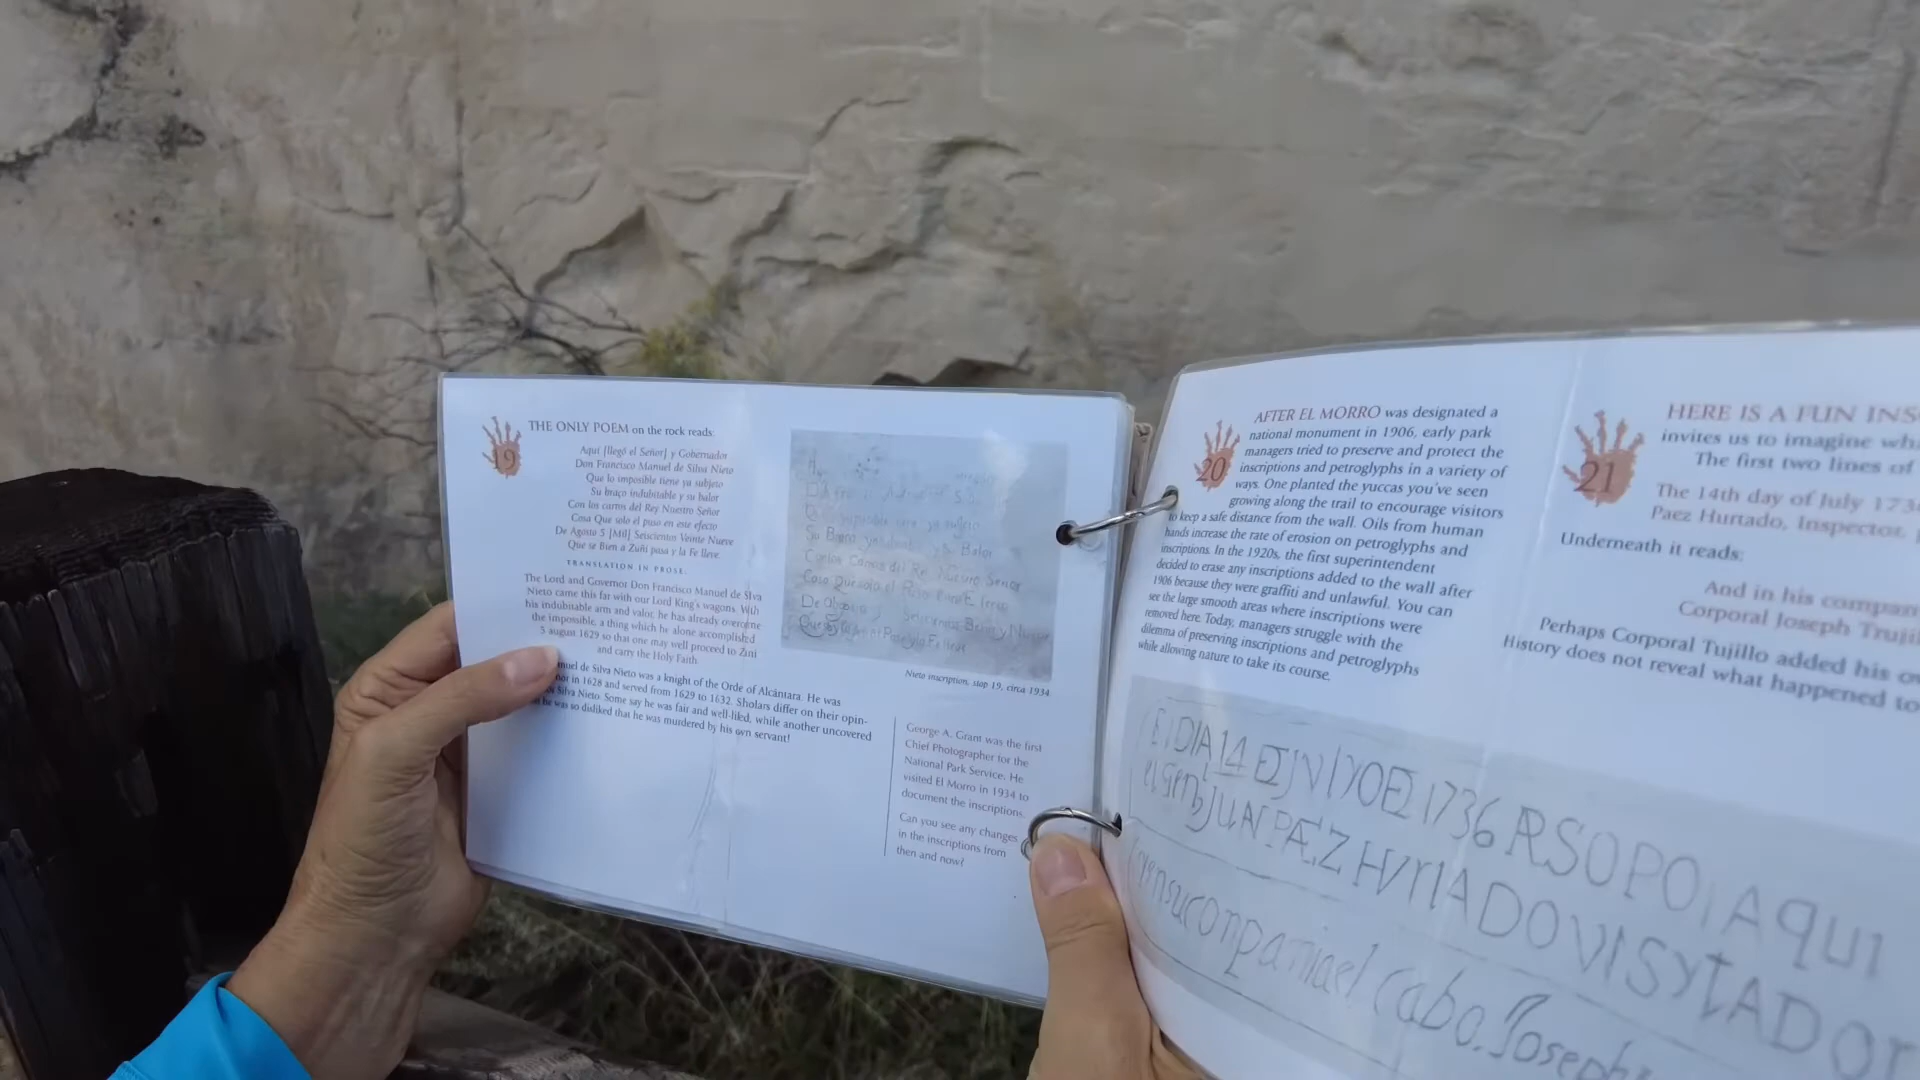 19
THE ONLY POEM on the rock reads:
Aquí [llegó el Señor] y Gobernador
Don Francisco Manuel de Silva Nieto
Que lo imposible tiene ya subjeto
Su braço indubitable y su balor
Con los carros del Rey Nuestro Señor
Cosa Que solo el puso en este efecto
De Agosto 5 [Mil] Seiscientos Veinte Nueve
Que se Bien a Zuñi pasa y la Fe lleve.
TRANSLATION IN PROSE:
The Lord and Governor Don Francisco Manuel de Silva
Nieto came this far with our Lord King's wagons. With
his indubitable arm and valor, he has already overcome
the impossible, a thing which he alone accomplished
5 august 1629 so that one may well proceed to Zuni
and carry the Holy Faith.
nuel de Silva Nieto was a knight of the Orde of Alcántara. He was
in 1628 and served from 1629 to 1632. Sholars differ on their opin-
Silva Nieto. Some say he was fair and well-liked, while another uncovered
he was so disliked that he was murdered by his own servant!
Nieto inscription, stop 19, circa 1934
George A. Grant was the first
Chief Photographer for the
National Park Service. He
visited El Morro in 1934 to
document the inscriptions.
Can you see any changes
in the inscriptions from
then and now?
20
AFTER EL MORRO was designated a
national monument in 1906, early park
managers tried to preserve and protect the
inscriptions and petroglyphs in a variety of
ways. One planted the yuccas you've seen
growing along the trail to encourage visitors
to keep a safe distance from the wall. Oils from human
hands increase the rate of erosion on petroglyphs and
inscriptions. In the 1920s, the first superintendent
decided to erase any inscriptions added to the wall after
1906 because they were graffiti and unlawful. You can
see the large smooth areas where inscriptions were
removed here. Today, managers struggle with the
dilemma of preserving inscriptions and petroglyphs
while allowing nature to take its course.
21
HERE IS A FUN INS
invites us to imagine wh
The first two lines of
The 14th day of July 173
Paez Hurtado, Inspector,
Underneath it reads:
And in his compan
Corporal Joseph Truji
Perhaps Corporal Tujillo added his o
History does not reveal what happened to
1736
AQUI
Cabo Joseph